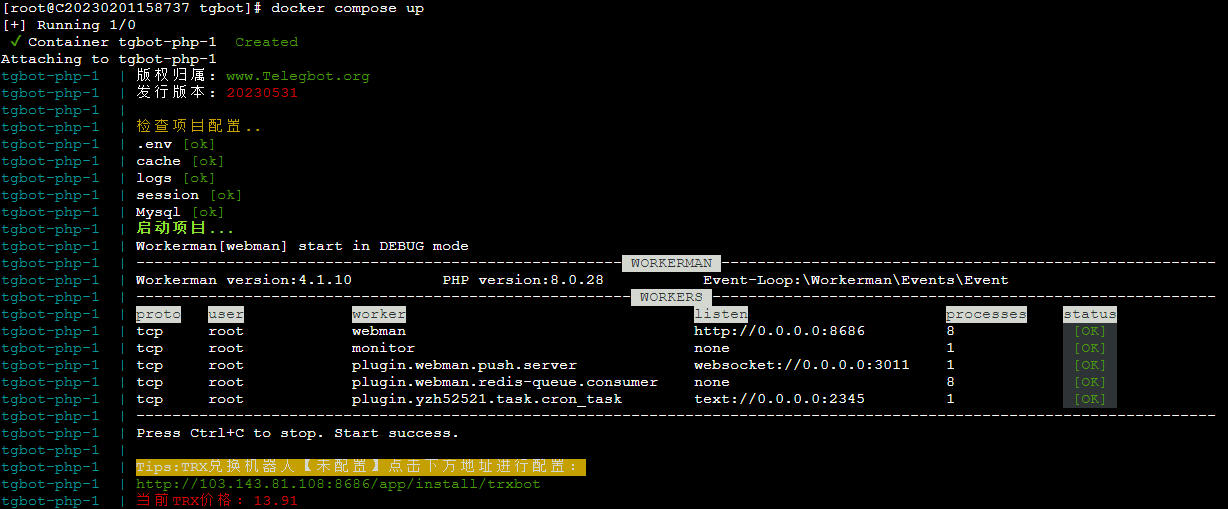 [root@C20230201158737 tgbot]# docker compose up
[+] Running 1/0
✓ Container tgbot-php-1  Created
Attaching to tgbot-php-1
tgbot-php-1  | 版权归属: www.Telegbot.org
tgbot-php-1  | 发行版本: 20230531
tgbot-php-1  |
tgbot-php-1  | 检查项目配置..
tgbot-php-1  | .env [ok]
tgbot-php-1  | cache [ok]
tgbot-php-1  | logs [ok]
tgbot-php-1  | session [ok]
tgbot-php-1  | Mysql [ok]
tgbot-php-1  | 启动项目...
tgbot-php-1  | Workerman[webman] start in DEBUG mode
tgbot-php-1  | ------------------------------ WORKERMAN ------------------------------
tgbot-php-1  | Workerman version:4.1.10          PHP version:8.0.28           Event-Loop:\Workerman\Events\Event
tgbot-php-1  | ------------------------------ WORKERS ------------------------------
tgbot-php-1  | proto   user            worker                                listen                      processes    status
tgbot-php-1  | tcp     root            webman                                http://0.0.0.0:8686         8             [OK]
tgbot-php-1  | tcp     root            monitor                               none                        1             [OK]
tgbot-php-1  | tcp     root            plugin.webman.push.server             websocket://0.0.0.0:3011    1             [OK]
tgbot-php-1  | tcp     root            plugin.webman.redis-queue.consumer    none                        8             [OK]
tgbot-php-1  | tcp     root            plugin.yzh52521.task.cron_task        text://0.0.0.0:2345         1             [OK]
tgbot-php-1  | ------------------------------------------------------------
tgbot-php-1  | Press Ctrl+C to stop. Start success.
tgbot-php-1  |
tgbot-php-1  | Tips:TRX兑换机器人【未配置】点击下方地址进行配置:
tgbot-php-1  | http://103.143.81.108:8686/app/install/trxbot
tgbot-php-1  | 当前TRX价格: 13.91